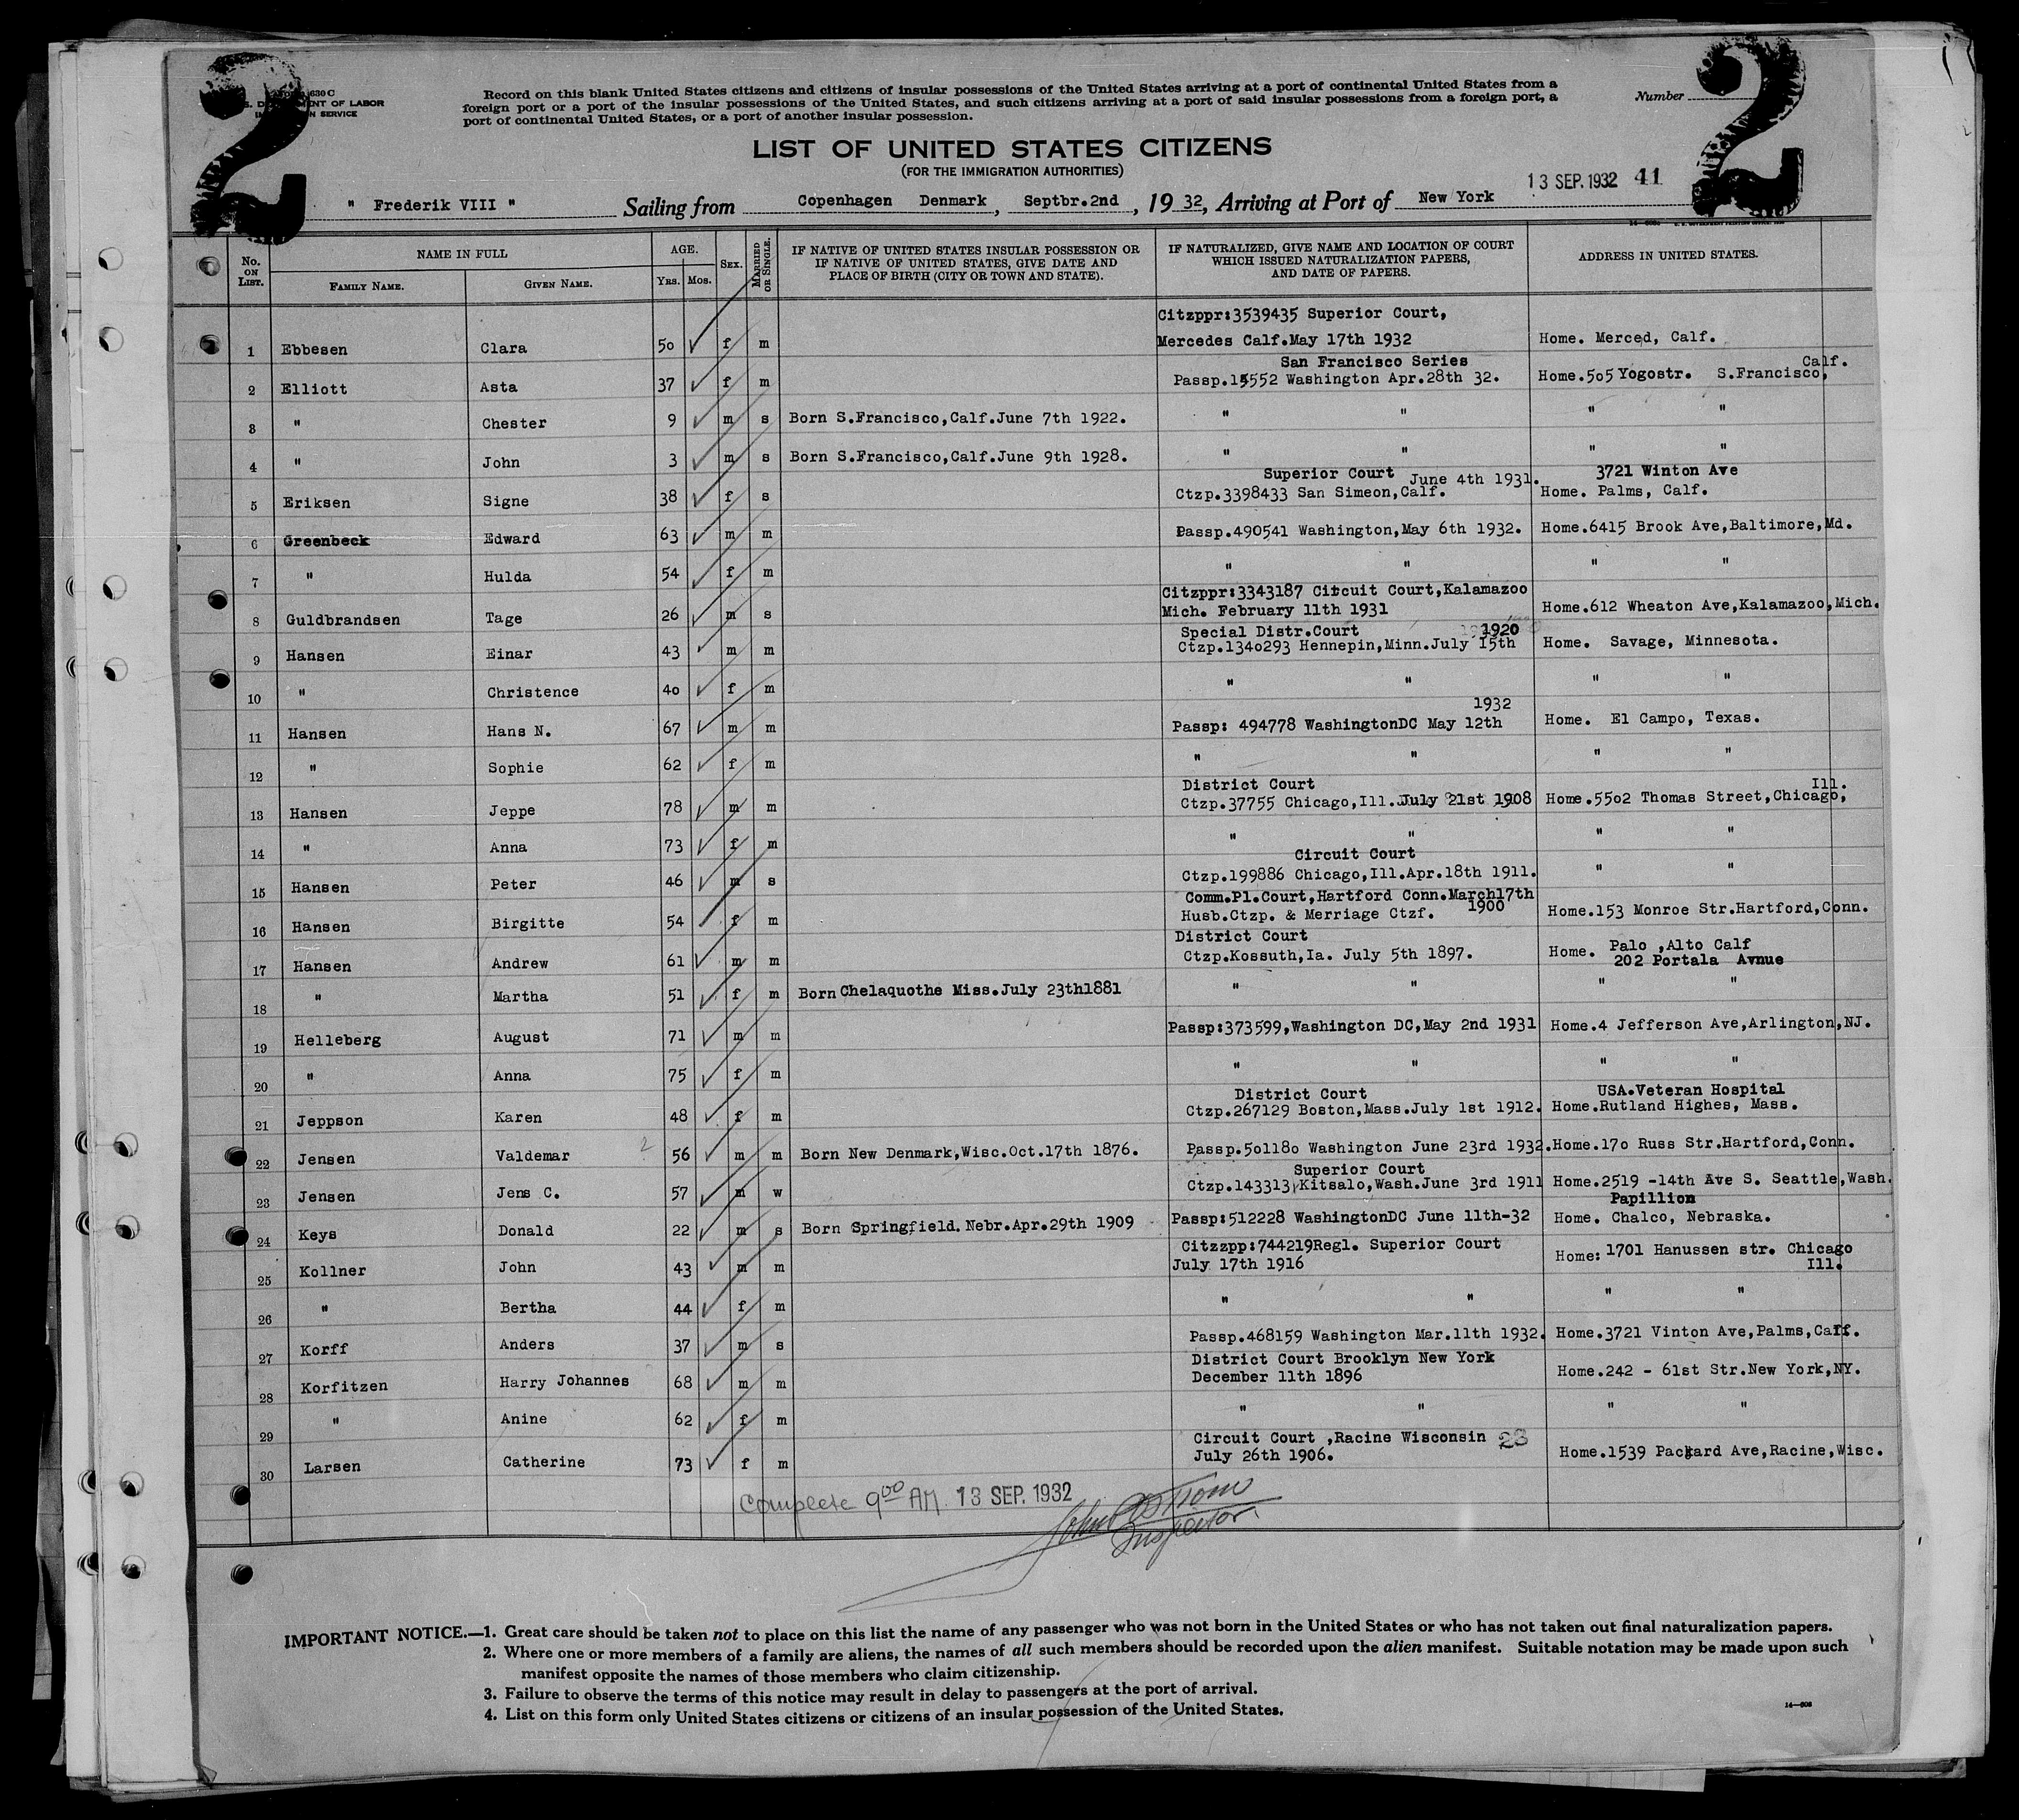 630 C
LABOR
SERVICE
Record on this blank United States citizens and citizens of insular possessions of the United States arriving at a port of continental United States from a
foreign port or a port of the insular possessions of the United States, and such citizens arriving at a port of said insular possessions from a foreign port, a
port of continental United States, or a port of another insular possession.
Number
2
2
LIST OF UNITED STATES CITIZENS
(FOR THE IMMIGRATION AUTHORITIES)
13 SEP. 1932 41
" Frederik VIII " Sailing from Copenhagen Denmark, Septbr.2nd, 1932, Arriving at Port of New York
No. ON LIST. NAME IN FULL AGE. Sex. MARRIED OR SINGLE. IF NATIVE OF UNITED STATES INSULAR POSSESSION OR IF NATIVE OF UNITED STATES, GIVE DATE AND PLACE OF BIRTH (CITY OR TOWN AND STATE). IF NATURALIZED, GIVE NAME AND LOCATION OF COURT WHICH ISSUED NATURALIZATION PAPERS, AND DATE OF PAPERS. ADDRESS IN UNITED STATES.
FAMILY NAME. GIVEN NAME. Yrs. Mos.
Citzppr:3539435 Superior Court,
1 Ebbesen Clara 50 f m Mercedes Calf.May 17th 1932 Home. Merced, Calf.
San Francisco Series Calf.
2 Elliott Asta 37 f m Passp.15552 Washington Apr.28th 32. Home.505 Yogostr. S.Francisco,
3 " Chester 9 m s Born S.Francisco,Calf.June 7th 1922. " " " "
4 " John 3 m s Born S.Francisco,Calf.June 9th 1928. " " " "
Superior Court June 4th 1931. 3721 Winton Ave
5 Eriksen Signe 38 f s Ctzp.3398433 San Simeon,Calf. Home. Palms, Calf.
6 Greenbeck Edward 63 m m Passp.490541 Washington,May 6th 1932. Home.6415 Brook Ave,Baltimore,Md.
7 " Hulda 54 f m " " " "
Citzppr:3343187 Circuit Court,Kalamazoo
8 Guldbrandsen Tage 26 m s Mich. February 11th 1931 Home.612 Wheaton Ave,Kalamazoo,Mich.
Special Distr.Court 1920
9 Hansen Einar 43 m m Ctzp.1340293 Hennepin,Minn.July 15th Home. Savage, Minnesota.
10 " Christence 40 f m " " " "
1932
11 Hansen Hans N. 67 m m Passp: 494778 WashingtonDC May 12th Home. El Campo, Texas.
12 " Sophie 62 f m " " " "
District Court Ill.
13 Hansen Jeppe 78 m m Ctzp.37755 Chicago,Ill.July 21st 1908 Home.5502 Thomas Street,Chicago,
14 " Anna 73 f m " " " "
Circuit Court
15 Hansen Peter 46 m s Ctzp.199886 Chicago,Ill.Apr.18th 1911. " "
Comm.Pl.Court,Hartford Conn.March17th
16 Hansen Birgitte 54 f m Husb.Ctzp. & Merriage Ctzf. 1900 Home.153 Monroe Str.Hartford,Conn.
District Court
17 Hansen Andrew 61 m m Ctzp.Kossuth,Ia. July 5th 1897. Home. Palo ,Alto Calf
202 Portala Avnue
18 " Martha 51 f m Born Chelaquothe Miss.July 23th1881 " " " "
19 Helleberg August 71 m m Passp:373599,Washington DC,May 2nd 1931 Home.4 Jefferson Ave,Arlington,NJ.
20 " Anna 75 f m " " " "
District Court USA.Veteran Hospital
21 Jeppson Karen 48 f m Ctzp.267129 Boston,Mass.July 1st 1912. Home.Rutland Highes, Mass.
22 Jensen Valdemar 2 56 m m Born New Denmark,Wisc.Oct.17th 1876. Passp.501180 Washington June 23rd 1932. Home.170 Russ Str.Hartford,Conn.
Superior Court
23 Jensen Jens C. 57 m w Ctzp.143313 Kitsalo,Wash.June 3rd 1911 Home.2519 -14th Ave S. Seattle,Wash.
Papillion
24 Keys Donald 22 m s Born Springfield.Nebr.Apr.29th 1909 Passp:512228 WashingtonDC June 11th-32 Home. Chalco, Nebraska.
Citzzpp:744219Regl. Superior Court
25 Kollner John 43 m m July 17th 1916 Home: 1701 Hanussen str. Chicago
Ill.
26 " Bertha 44 f m " " " "
27 Korff Anders 37 m s Passp.468159 Washington Mar.11th 1932. Home.3721 Vinton Ave,Palms,Calf.
District Court Brooklyn New York
28 Korfitzen Harry Johannes 68 m m December 11th 1896 Home.242 - 61st Str.New York,NY.
29 " Anine 62 f m " " " "
Circuit Court ,Racine Wisconsin 28
30 Larsen Catherine 73 f m July 26th 1906. Home.1539 Packard Ave,Racine,Wisc.
Complete 9 00 AM 13 SEP. 1932
Inspector.
IMPORTANT NOTICE.—1. Great care should be taken not to place on this list the name of any passenger who was not born in the United States or who has not taken out final naturalization papers.
2. Where one or more members of a family are aliens, the names of all such members should be recorded upon the alien manifest. Suitable notation may be made upon such
manifest opposite the names of those members who claim citizenship.
3. Failure to observe the terms of this notice may result in delay to passengers at the port of arrival.
4. List on this form only United States citizens or citizens of an insular possession of the United States.
14—608